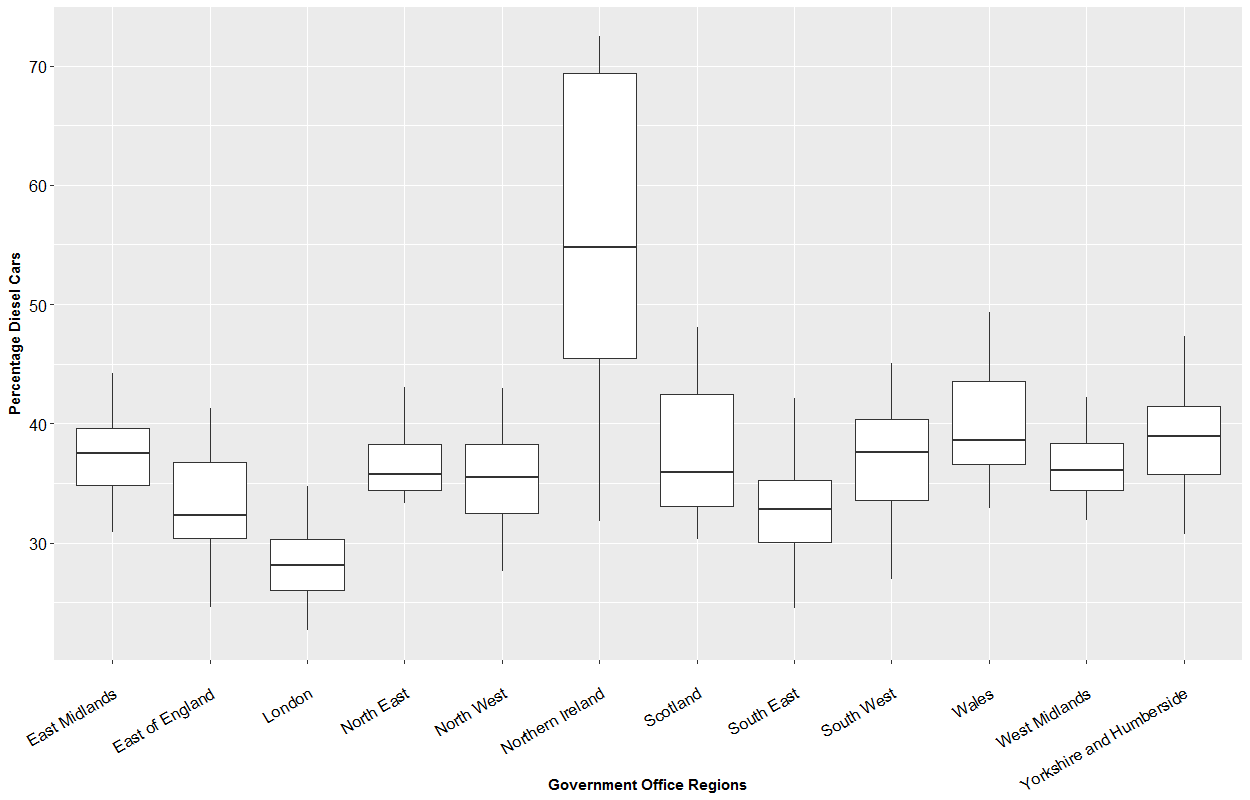 Percentage Diesel Cars
70
60
50
40
30
East Midlands
East of England
London
North East
North West
Northern Ireland
Scotland
South East
South West
Wales
West Midlands
Yorkshire and Humberside
Government Office Regions